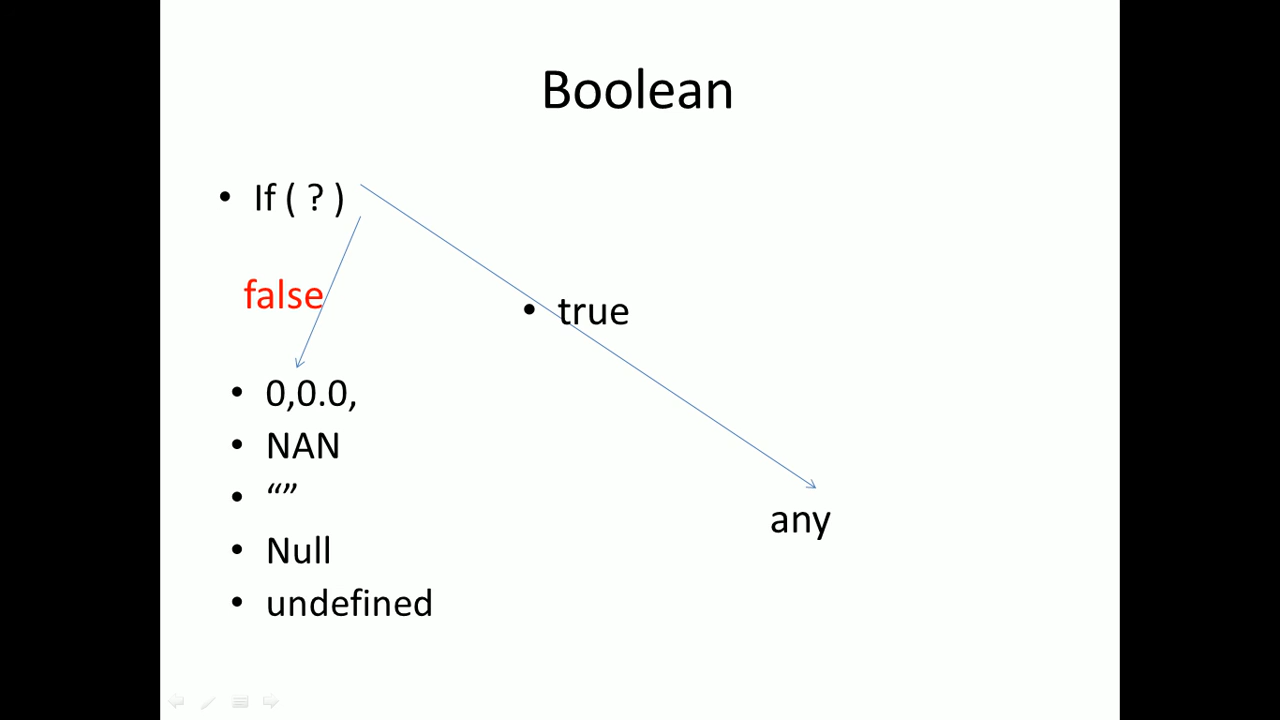 Boolean
• If ( ? )
false
• true
• 0,0.0,
• NAN
• “”
• Null
• undefined
any